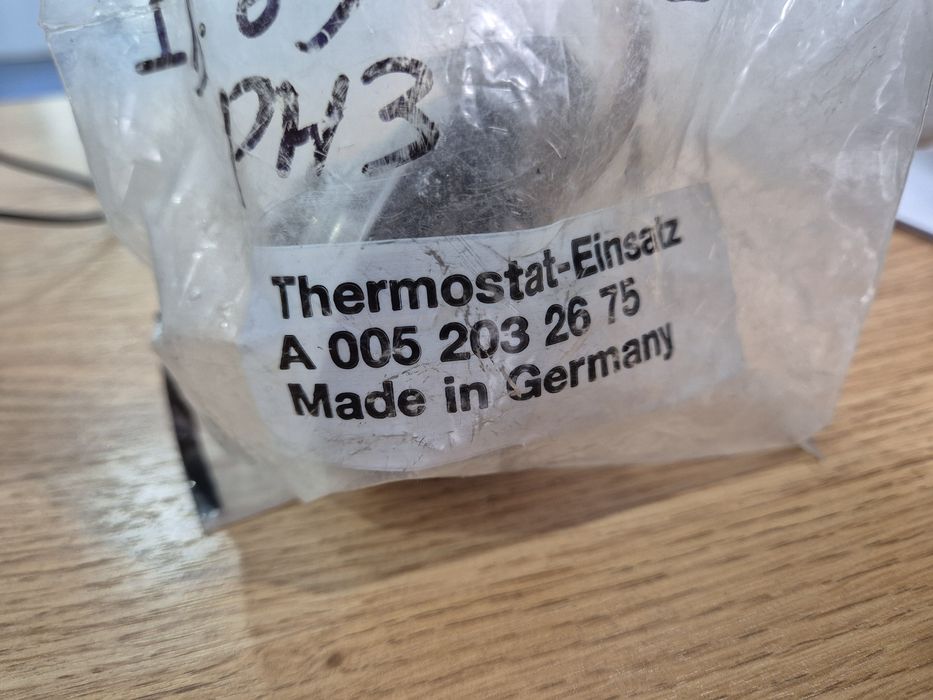 PH3
Thermostat-Einsatz
A 005 203 26 75
Made in Germany